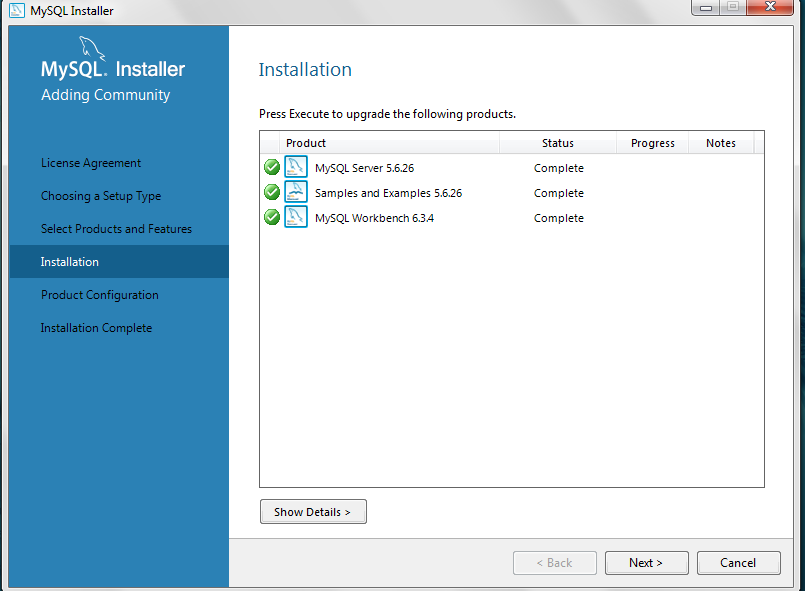 MySQL Installer
MySQL. Installer
Adding Community
License Agreement
Choosing a Setup Type
Select Products and Features
Installation
Product Configuration
Installation Complete
Installation
Press Execute to upgrade the following products.
Product Status Progress Notes
MySQL Server 5.6.26 Complete
Samples and Examples 5.6.26 Complete
MySQL Workbench 6.3.4 Complete
Show Details >
< Back Next > Cancel